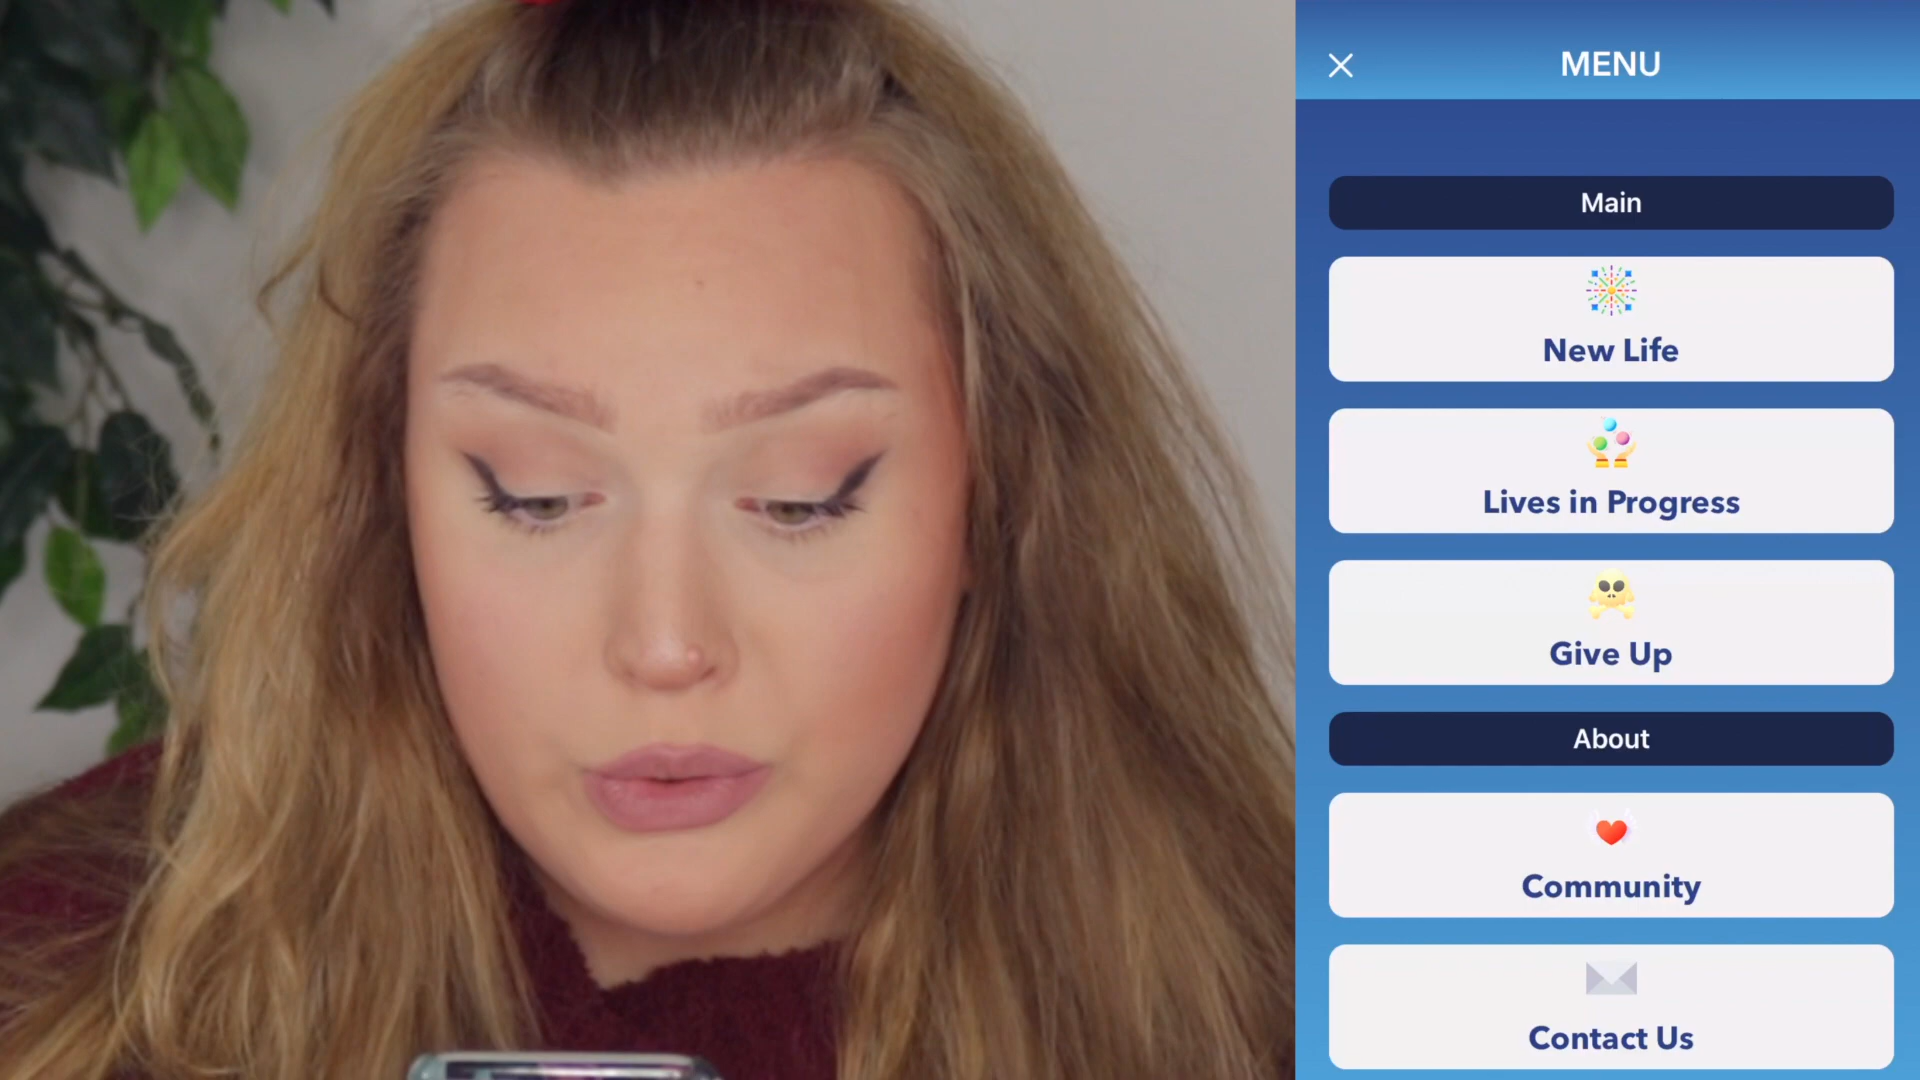 MENU
Main
New Life
Lives in Progress
Give Up
About
Community
Contact Us